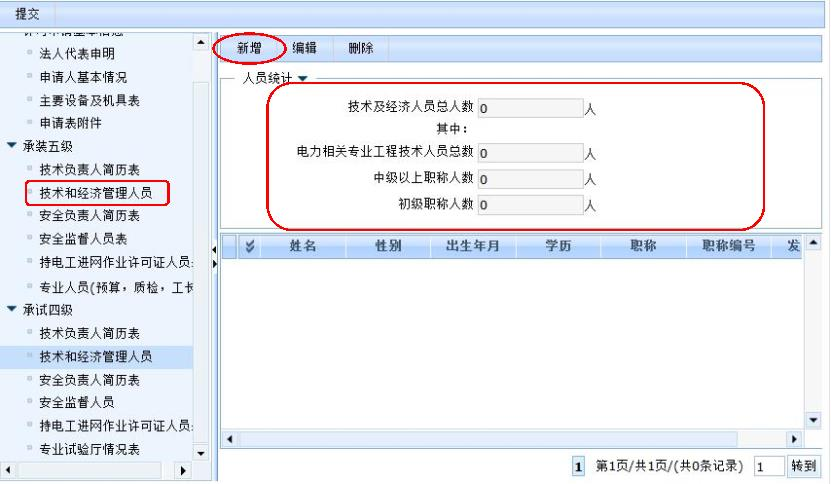 提交
法人代表申明
申请人基本情况
主要设备及机具表
申请表附件
承装五级
技术负责人简历表
技术和经济管理人员
安全负责人简历表
安全监督人员表
持电工进网作业许可证人员
专业人员(预算，质检，工长
承试四级
技术负责人简历表
技术和经济管理人员
安全负责人简历表
安全监督人员
持电工进网作业许可证人员
专业试验厅情况表
新增 编辑 删除
人员统计
技术及经济人员总人数 0 人
其中：
电力相关专业工程技术人员总数 0 人
中级以上职称人数 0 人
初级职称人数 0 人
姓名 性别 出生年月 学历 职称 职称编号 发
1 第1页/共1页/(共0条记录) 1 转到